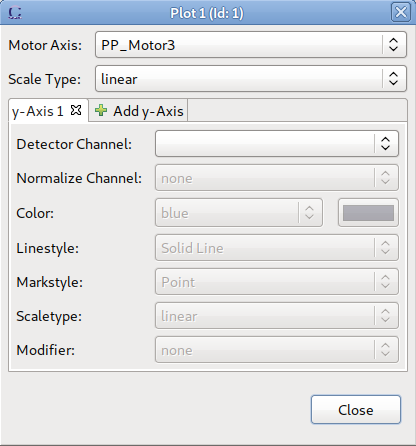 Plot 1 (Id: 1)
Motor Axis: PP_Motor3
Scale Type: linear
y-Axis 1 Add y-Axis
Detector Channel:
Normalize Channel: none
Color: blue
Linestyle: Solid Line
Markstyle: Point
Scaletype: linear
Modifier: none
Close